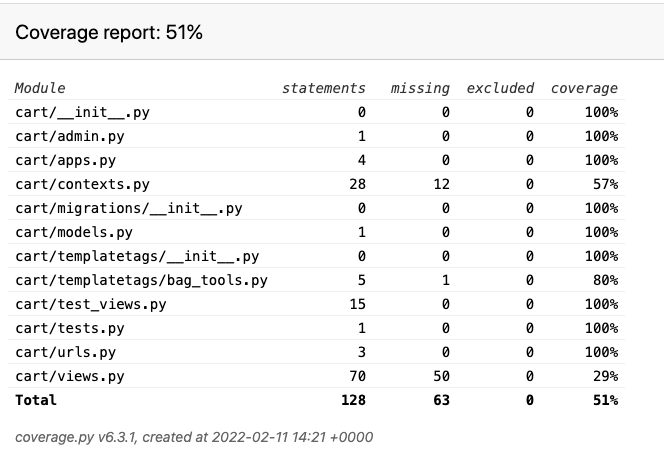 Coverage report: 51%
Module statements missing excluded coverage
cart/__init__.py 0 0 0 100%
cart/admin.py 1 0 0 100%
cart/apps.py 4 0 0 100%
cart/contexts.py 28 12 0 57%
cart/migrations/__init__.py 0 0 0 100%
cart/models.py 1 0 0 100%
cart/templatetags/__init__.py 0 0 0 100%
cart/templatetags/bag_tools.py 5 1 0 80%
cart/test_views.py 15 0 0 100%
cart/tests.py 1 0 0 100%
cart/urls.py 3 0 0 100%
cart/views.py 70 50 0 29%
Total 128 63 0 51%
coverage.py v6.3.1, created at 2022-02-11 14:21 +0000